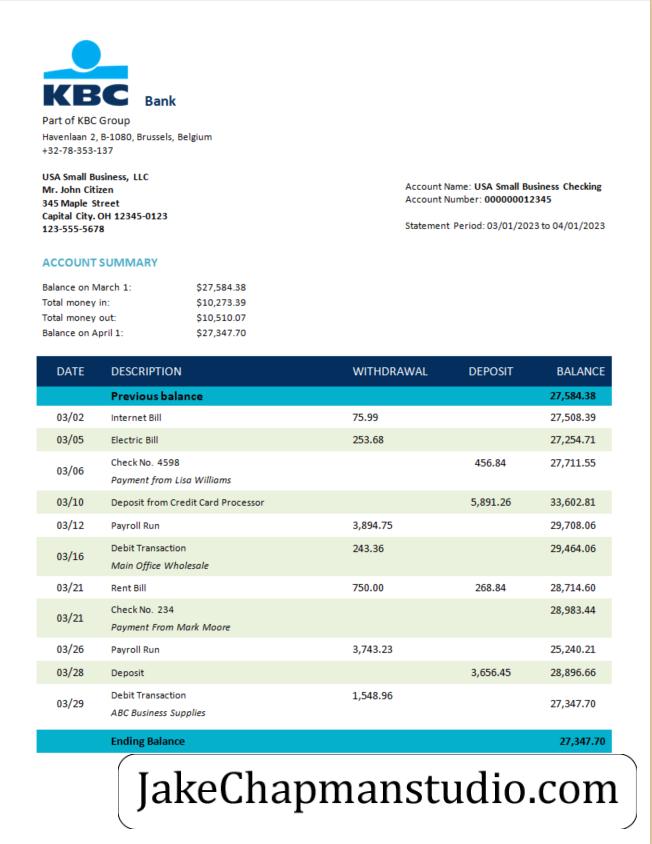 KBC Bank
Part of KBC Group
Havenlaan 2, B-1080, Brussels, Belgium
+32-78-353-137
USA Small Business, LLC
Mr. John Citizen
345 Maple Street
Capital City. OH 12345-0123
123-555-5678
Account Name: USA Small Business Checking
Account Number: 000000012345
Statement Period: 03/01/2023 to 04/01/2023
ACCOUNT SUMMARY
Balance on March 1: $27,584.38
Total money in: $10,273.39
Total money out: $10,510.07
Balance on April 1: $27,347.70
DATE DESCRIPTION WITHDRAWAL DEPOSIT BALANCE
Previous balance 27,584.38
03/02 Internet Bill 75.99 27,508.39
03/05 Electric Bill 253.68 27,254.71
03/06 Check No. 4598 456.84 27,711.55
Payment from Lisa Williams
03/10 Deposit from Credit Card Processor 5,891.26 33,602.81
03/12 Payroll Run 3,894.75 29,708.06
03/16 Debit Transaction 243.36 29,464.06
Main Office Wholesale
03/21 Rent Bill 750.00 268.84 28,714.60
03/21 Check No. 234 28,983.44
Payment From Mark Moore
03/26 Payroll Run 3,743.23 25,240.21
03/28 Deposit 3,656.45 28,896.66
03/29 Debit Transaction 1,548.96 27,347.70
ABC Business Supplies
Ending Balance 27,347.70
JakeChapmanstudio.com